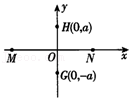 y
H(0,a)
M O N x
G(0,-a)